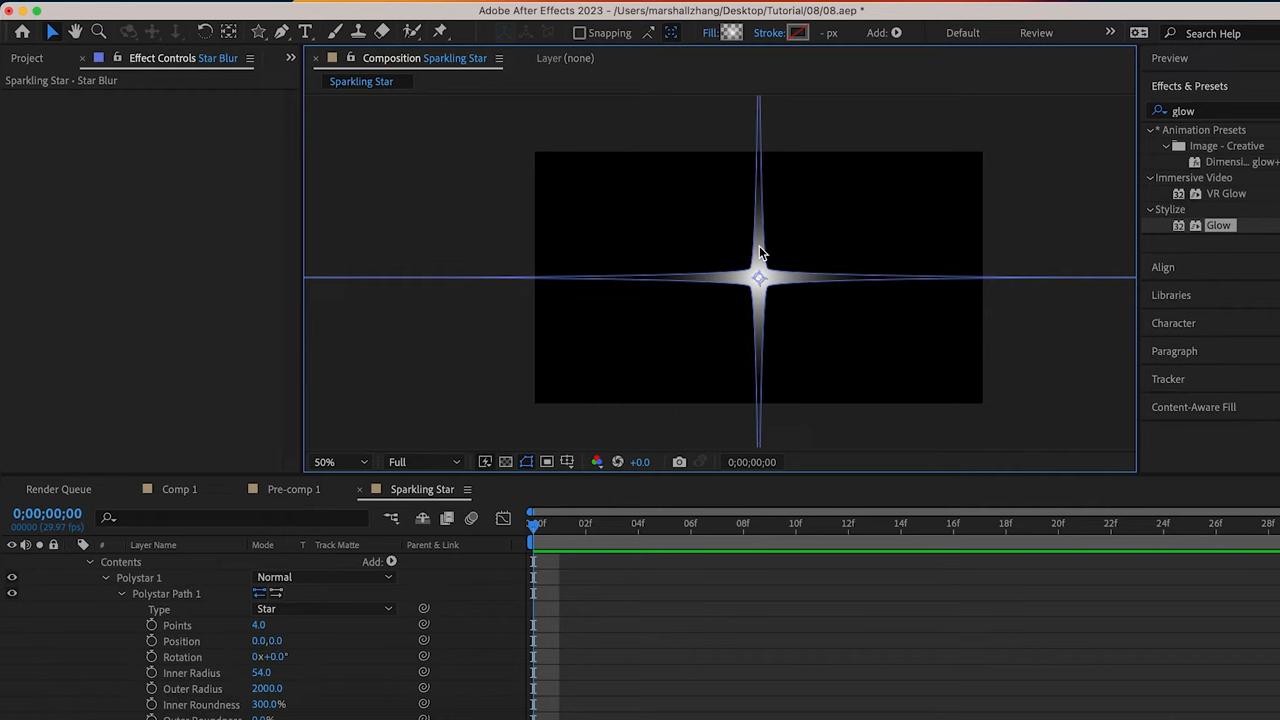 Adobe After Effects 2023 - /Users/marshallzhang/Desktop/Tutorial/08/08.aep *
Snapping
Fill:
Stroke:
- px
Add:
Default
Review
Search Help
Project
Effect Controls Star Blur
Composition Sparkling Star
Layer (none)
Preview
Sparkling Star • Star Blur
Sparkling Star
Effects & Presets
glow
* Animation Presets
Image - Creative
Dimensi... glow+
Immersive Video
VR Glow
Stylize
Glow
Align
Libraries
Character
Paragraph
Tracker
Content-Aware Fill
50%
Full
+0.0
0;00;00;00
Render Queue
Comp 1
Pre-comp 1
Sparkling Star
0;00;00;00
00000 (29.97 fps)
:00f 02f 04f 06f 08f 10f 12f 14f 16f 18f 20f 22f 24f 26f 28f
# Layer Name Mode T Track Matte Parent & Link
Contents Add:
Polystar 1 Normal
Polystar Path 1
Type Star
Points 4.0
Position 0.0,0.0
Rotation 0x+0.0°
Inner Radius 54.0
Outer Radius 2000.0
Inner Roundness 300.0%
Outer Roundness 0.0%